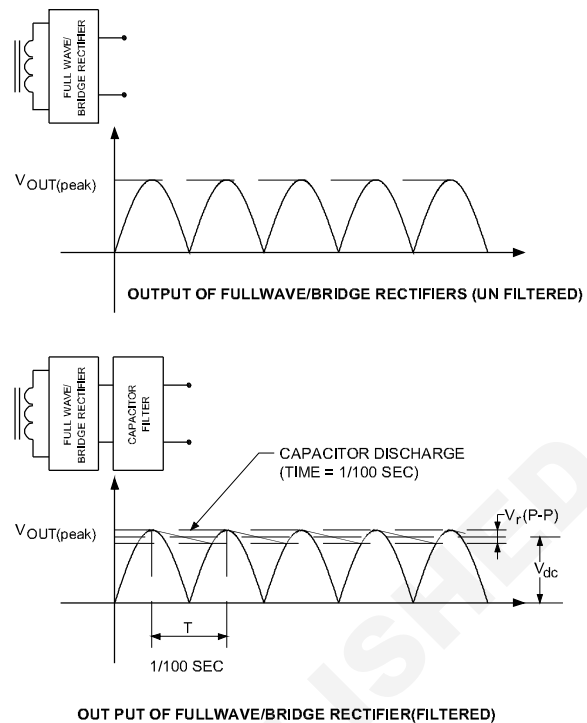 FULL WAVE/
BRIDGE RECTIFIER
VOUT(peak)
OUTPUT OF FULLWAVE/BRIDGE RECTIFIERS (UN FILTERED)
FULL WAVE/
BRIDGE RECTIFIER
CAPACITOR
FILTER
CAPACITOR DISCHARGE
(TIME = 1/100 SEC)
VOUT(peak)
Vr(P-P)
Vdc
T
1/100 SEC
OUT PUT OF FULLWAVE/BRIDGE RECTIFIER(FILTERED)
ISHED